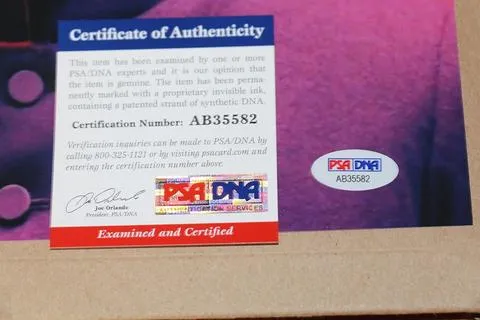 Certificate of Authenticity
This item has been examined by one or more
PSA/DNA experts and it is our opinion that
the item is genuine. The item has been perma-
nently marked with a proprietary invisible ink,
containing a patented strand of synthetic DNA.
Certification Number: AB35582
Verification inquiries can be made to PSA/DNA by
calling 800-325-1121 or by visiting psacard.com and
entering the certification number above.
Joe Orlando
President, PSA/DNA
PSA DNA
AUTHENTICATION SERVICES
Examined and Certified
PSA DNA
AB35582